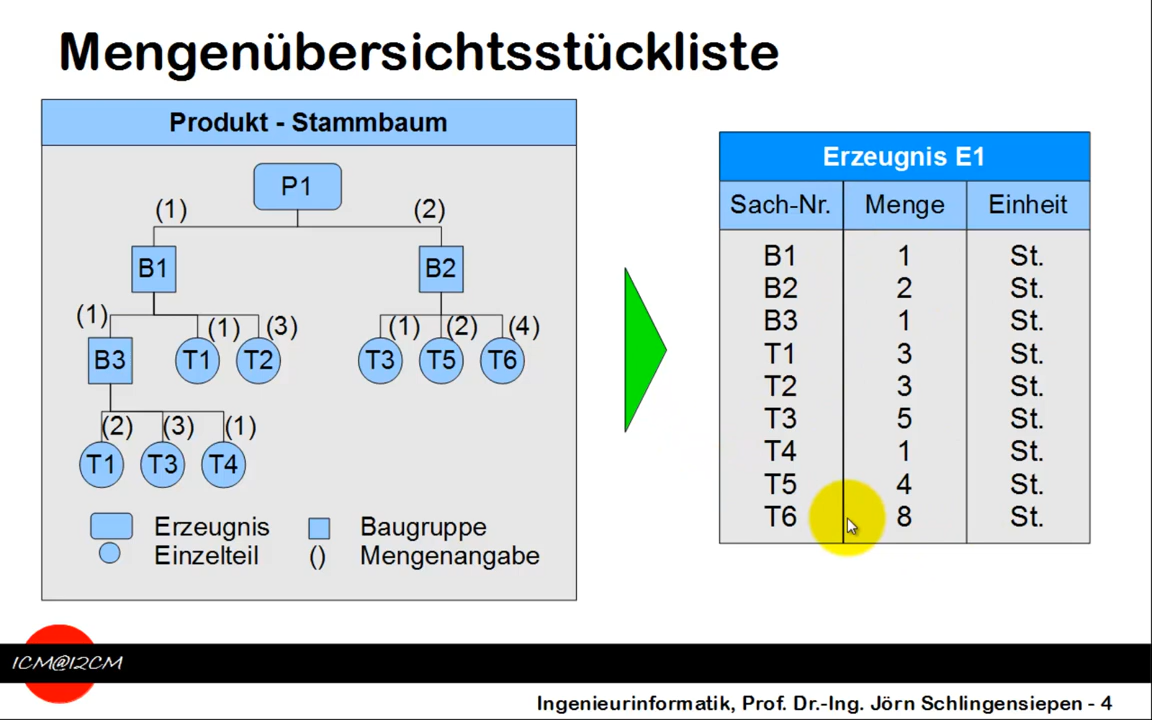 Mengenübersichtsstückliste
Produkt - Stammbaum
P1
(1) (2)
B1 B2
(1) (1) (3) (1) (2) (4)
B3 T1 T2 T3 T5 T6
(2) (3) (1)
T1 T3 T4
Erzeugnis Baugruppe
Einzelteil () Mengenangabe
Erzeugnis E1
Sach-Nr. Menge Einheit
B1 1 St.
B2 2 St.
B3 1 St.
T1 3 St.
T2 3 St.
T3 5 St.
T4 1 St.
T5 4 St.
T6 8 St.
1CM@12CM
Ingenieurinformatik, Prof. Dr.-Ing. Jörn Schlingensiepen - 4